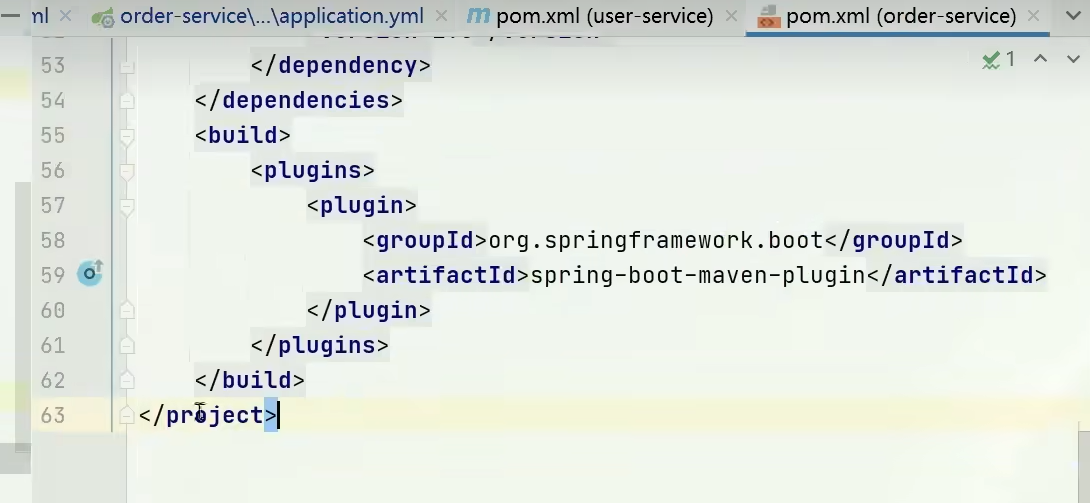 ml order-service\...\application.yml pom.xml (user-service) pom.xml (order-service)
1
53 </dependency>
54 </dependencies>
55 <build>
56 <plugins>
57 <plugin>
58 <groupId>org.springframework.boot</groupId>
59 <artifactId>spring-boot-maven-plugin</artifactId>
60 </plugin>
61 </plugins>
62 </build>
63 </project>